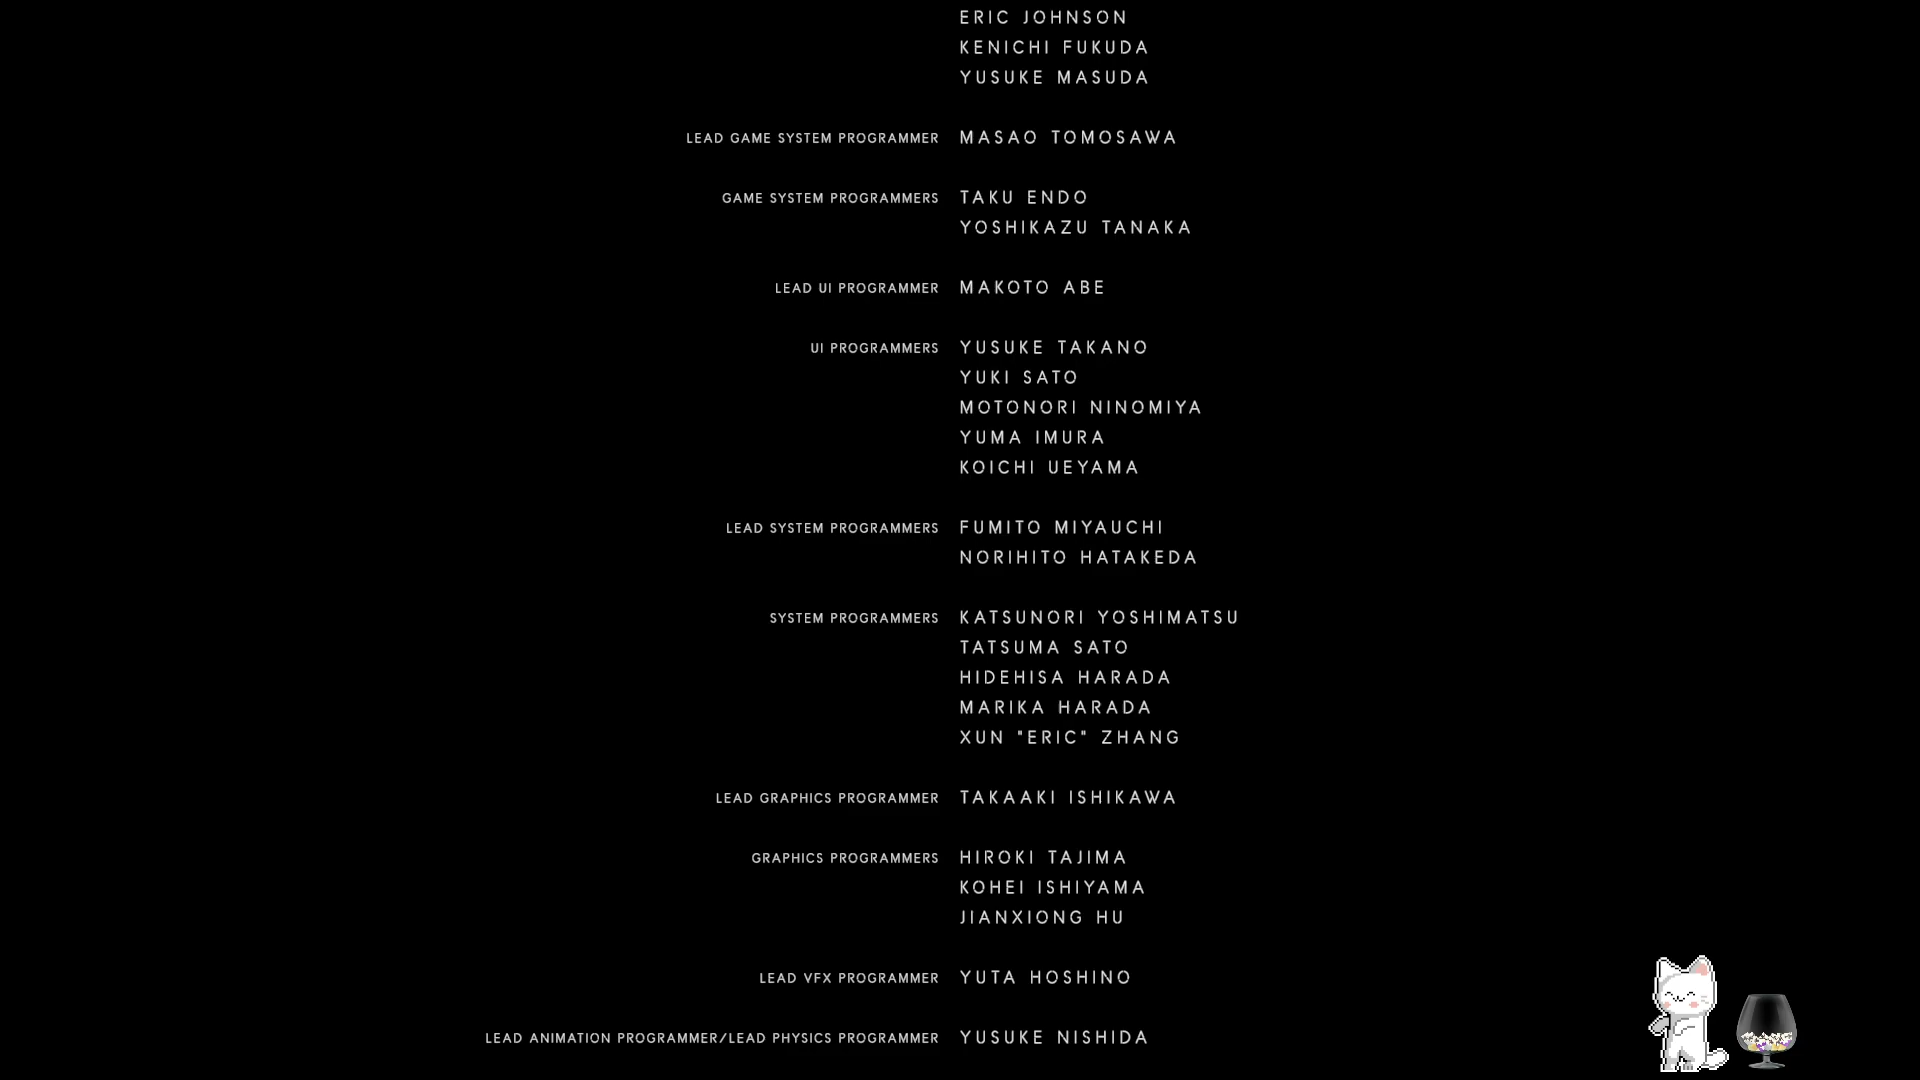 ERIC JOHNSON
KENICHI FUKUDA
YUSUKE MASUDA
LEAD GAME SYSTEM PROGRAMMER MASAO TOMOSAWA
GAME SYSTEM PROGRAMMERS TAKU ENDO
YOSHIKAZU TANAKA
LEAD UI PROGRAMMER MAKOTO ABE
UI PROGRAMMERS YUSUKE TAKANO
YUKI SATO
MOTONORI NINOMIYA
YUMA IMURA
KOICHI UEYAMA
LEAD SYSTEM PROGRAMMERS FUMITO MIYAUCHI
NORIHITO HATAKEDA
SYSTEM PROGRAMMERS KATSUNORI YOSHIMATSU
TATSUMA SATO
HIDEHISA HARADA
MARIKA HARADA
XUN "ERIC" ZHANG
LEAD GRAPHICS PROGRAMMER TAKAAKI ISHIKAWA
GRAPHICS PROGRAMMERS HIROKI TAJIMA
KOHEI ISHIYAMA
JIANXIONG HU
LEAD VFX PROGRAMMER YUTA HOSHINO
LEAD ANIMATION PROGRAMMER/LEAD PHYSICS PROGRAMMER YUSUKE NISHIDA